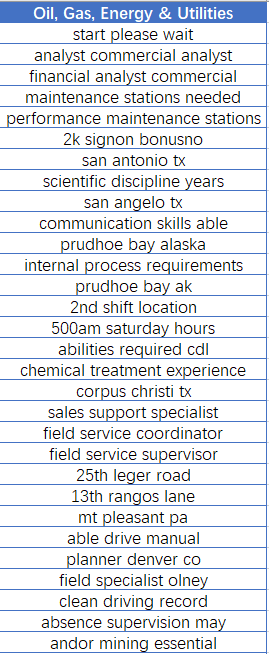 Oil, Gas, Energy & Utilities
start please wait
analyst commercial analyst
financial analyst commercial
maintenance stations needed
performance maintenance stations
2k signon bonusno
san antonio tx
scientific discipline years
san angelo tx
communication skills able
prudhoe bay alaska
internal process requirements
prudhoe bay ak
2nd shift location
500am saturday hours
abilities required cdl
chemical treatment experience
corpus christi tx
sales support specialist
field service coordinator
field service supervisor
25th leger road
13th rangos lane
mt pleasant pa
able drive manual
planner denver co
field specialist olney
clean driving record
absence supervision may
andor mining essential